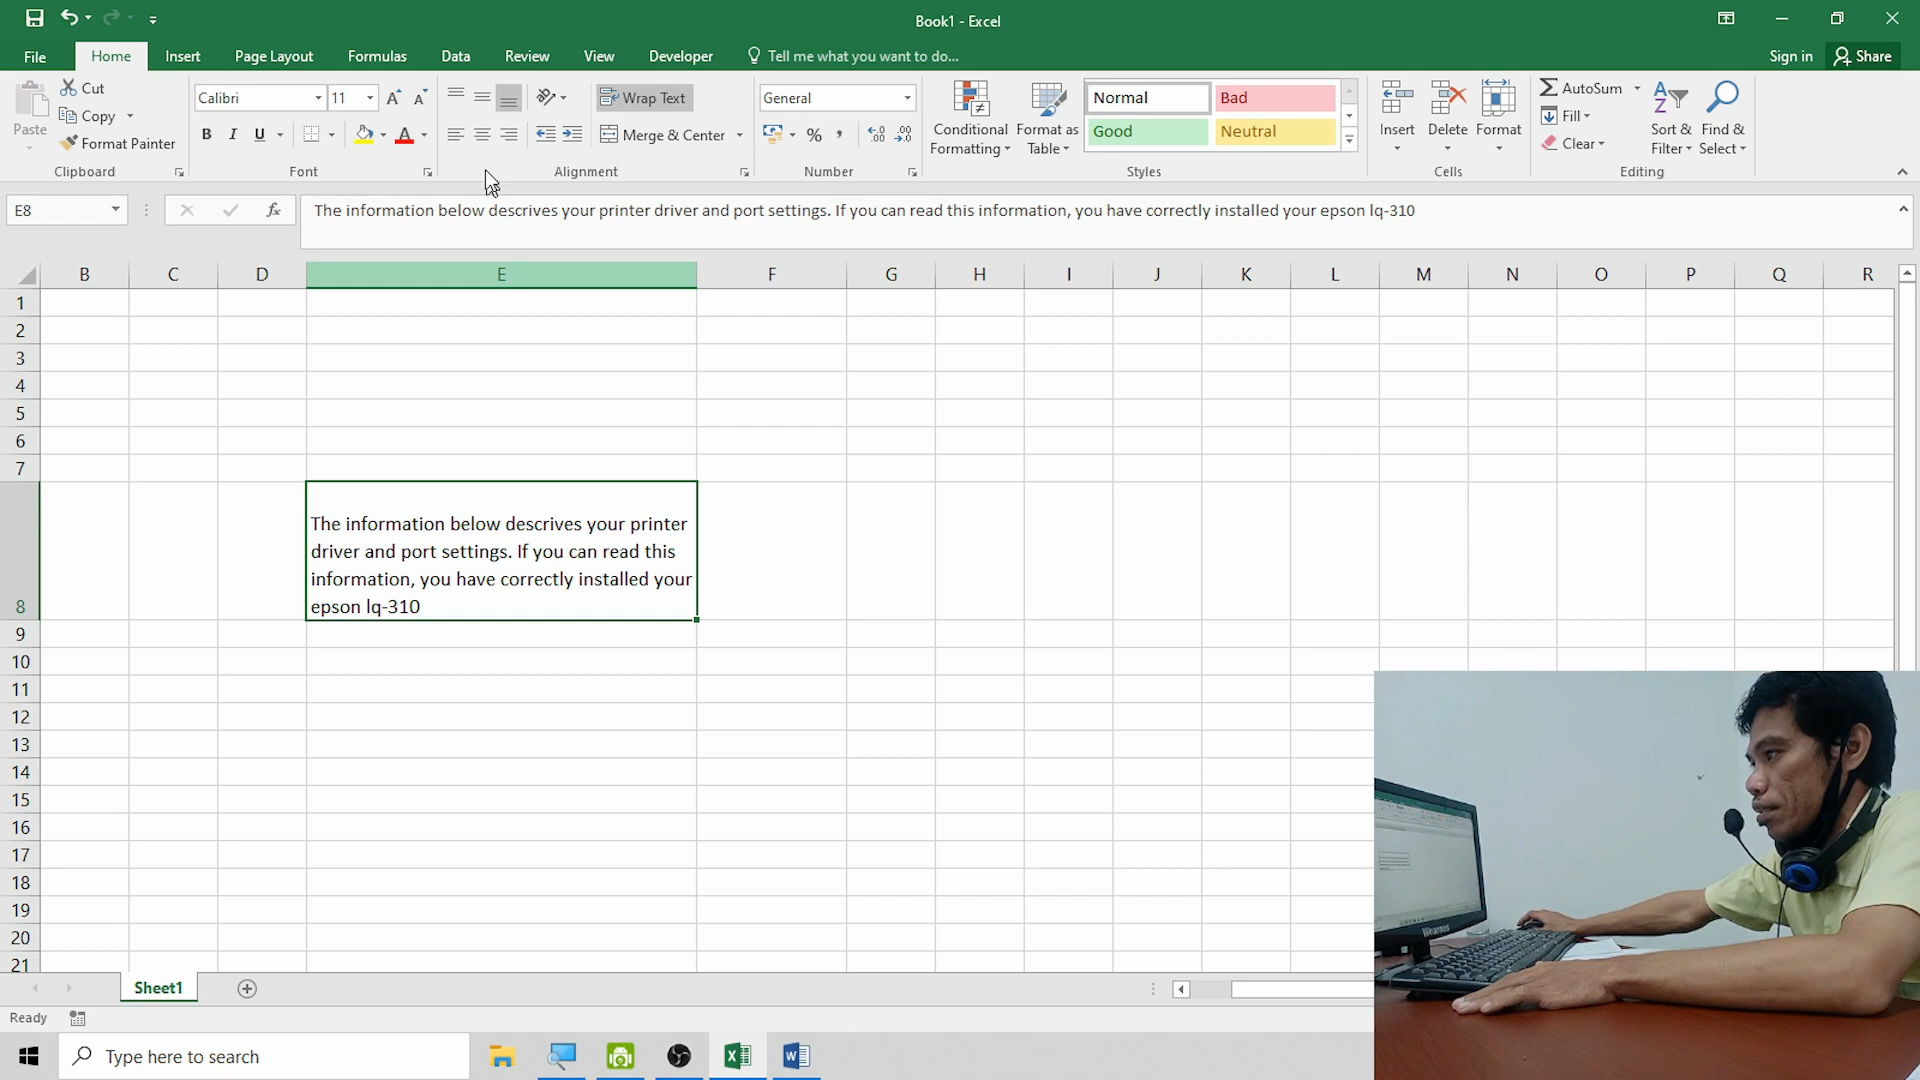 Book1 - Excel
File Home Insert Page Layout Formulas Data Review View Developer Tell me what you want to do... Sign in Share
Paste Cut
Copy
Format Painter
Clipboard
Calibri 11
B I U A
Font
Wrap Text
Merge & Center
Alignment
General
% ,
Number
Conditional Formatting
Format as Table
Normal Bad
Good Neutral
Styles
Insert Delete Format
Cells
AutoSum
Fill
Clear
Sort & Filter
Find & Select
Editing
E8 fx The information below descrives your printer driver and port settings. If you can read this information, you have correctly installed your epson lq-310
B C D E F G H I J K L M N O P Q R
1
2
3
4
5
6
7
The information below descrives your printer
driver and port settings. If you can read this
information, you have correctly installed your
8 epson lq-310
9
10
11
12
13
14
15
16
17
18
19
20
21
Wearnes
Sheet1
Ready
Type here to search